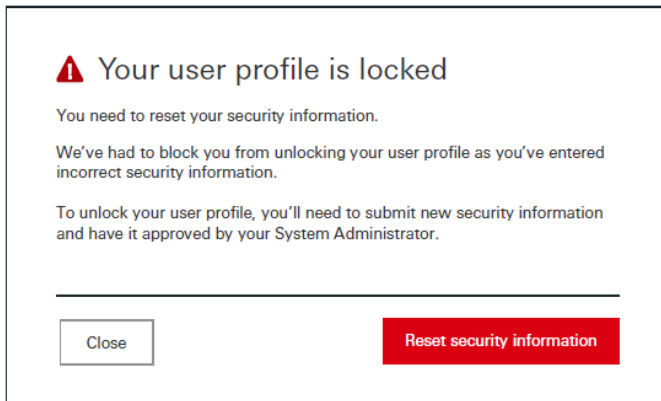 Your user profile is locked
You need to reset your security information.
We've had to block you from unlocking your user profile as you've entered
incorrect security information.
To unlock your user profile, you'll need to submit new security information
and have it approved by your System Administrator.
Close
Reset security information